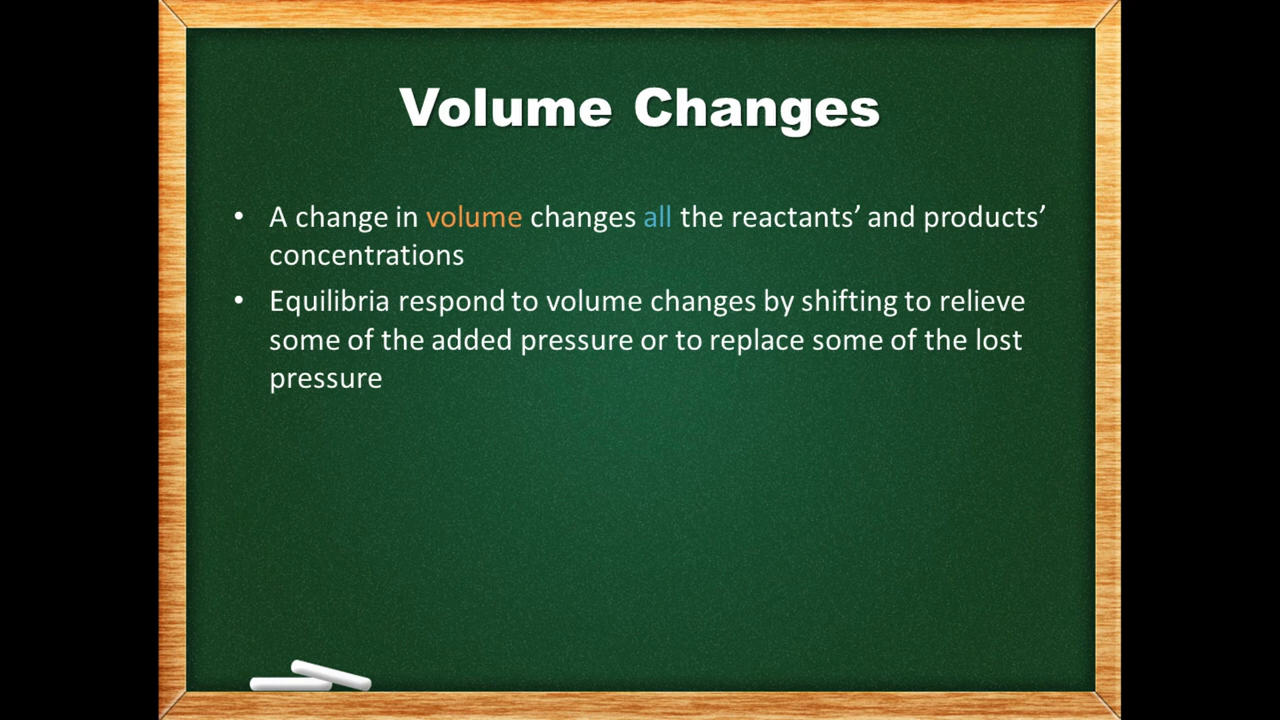 Volume Changes
• A change in volume changes all the reactants’ and products’
concentrations
• Equilibria respond to volume changes by shifting to relieve
some of the added pressure or to replace some of the lost
pressure